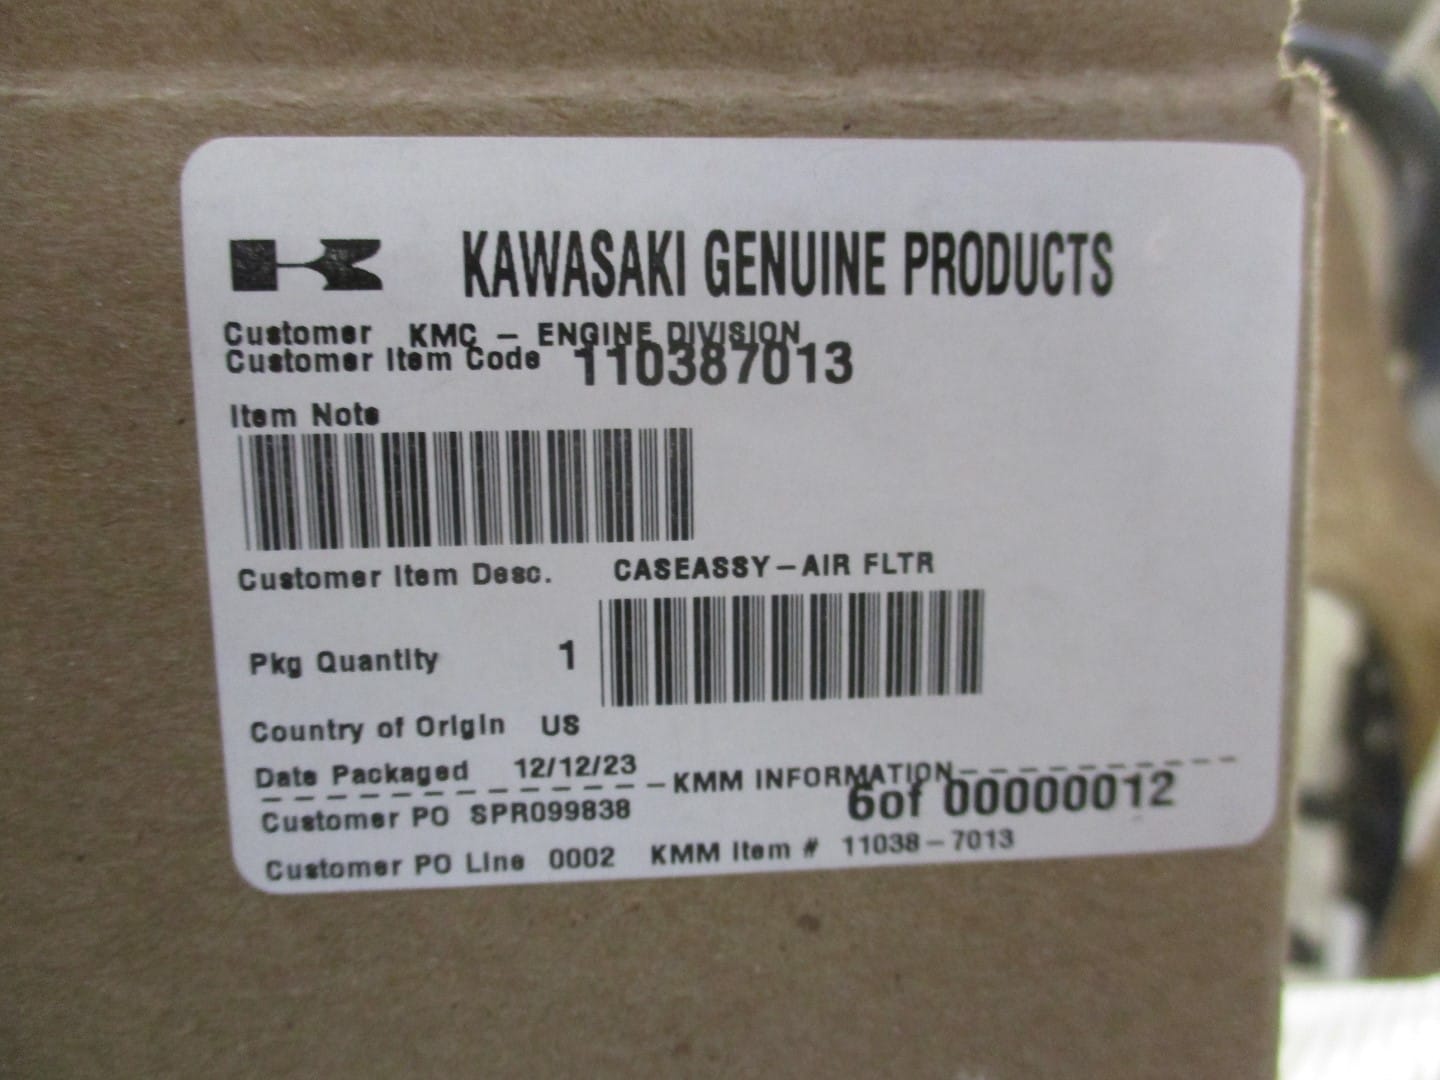 KAWASAKI GENUINE PRODUCTS
Customer KMC - ENGINE DIVISION
Customer Item Code 110387013
Item Note
Customer Item Desc. CASEASSY-AIR FLTR
Pkg Quantity 1
Country of Origin US
Date Packaged 12/12/23
KMM INFORMATION
Customer PO SPR099838 6of 00000012
Customer PO Line 0002 KMM Item # 11038-7013